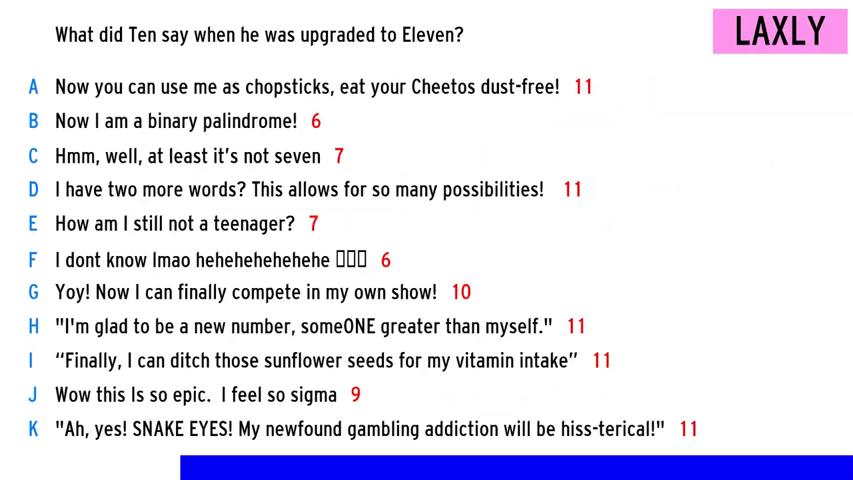 What did Ten say when he was upgraded to Eleven?
LAXLY
A Now you can use me as chopsticks, eat your Cheetos dust-free! 11
B Now I am a binary palindrome! 6
C Hmm, well, at least it's not seven 7
D I have two more words? This allows for so many possibilities! 11
E How am I still not a teenager? 7
F I dont know lmao hehehehehehehe 􏿮􏿮􏿮 6
G Yoy! Now I can finally compete in my own show! 10
H "I'm glad to be a new number, someONE greater than myself." 11
I “Finally, I can ditch those sunflower seeds for my vitamin intake” 11
J Wow this Is so epic. I feel so sigma 9
K "Ah, yes! SNAKE EYES! My newfound gambling addiction will be hiss-terical!" 11